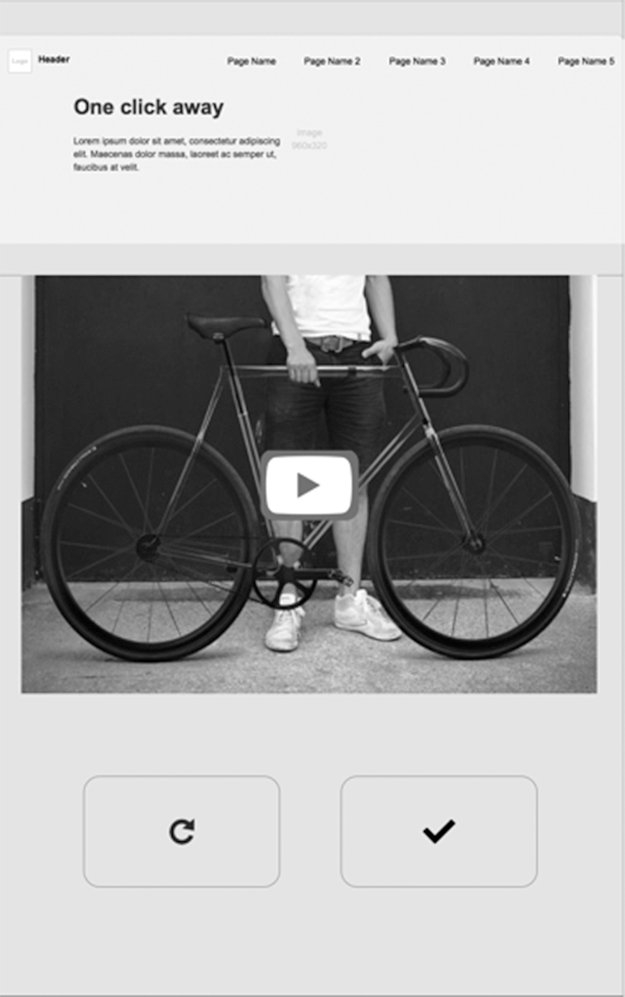 Logo
Header
Page Name
Page Name 2
Page Name 3
Page Name 4
Page Name 5
One click away
Lorem ipsum dolor sit amet, consectetur adipiscing
elit. Maecenas dolor massa, laoreet ac semper ut,
faucibus at velit.
Image
960x320